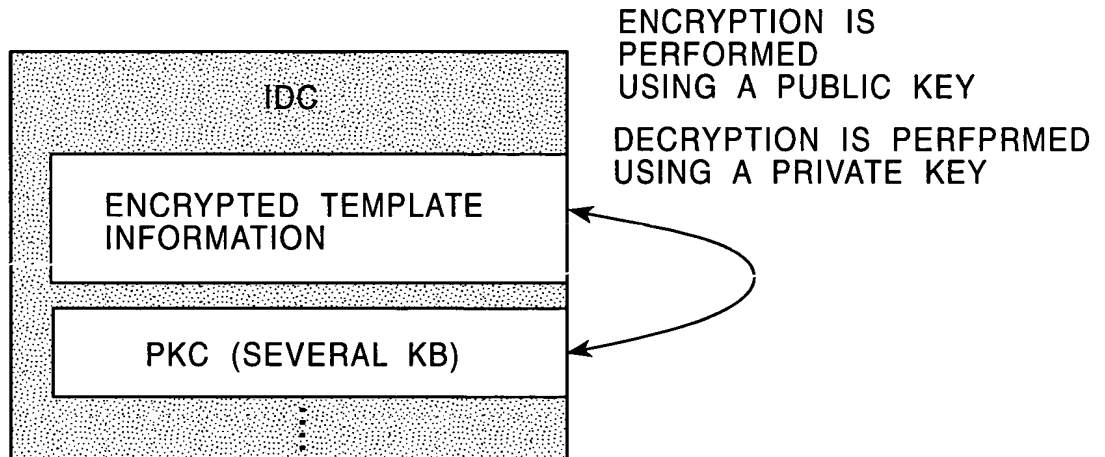 ENCRYPTION IS
PERFORMED
USING A PUBLIC KEY
DECRYPTION IS PERFPRMED
USING A PRIVATE KEY
IDC
ENCRYPTED TEMPLATE
INFORMATION
PKC (SEVERAL KB)